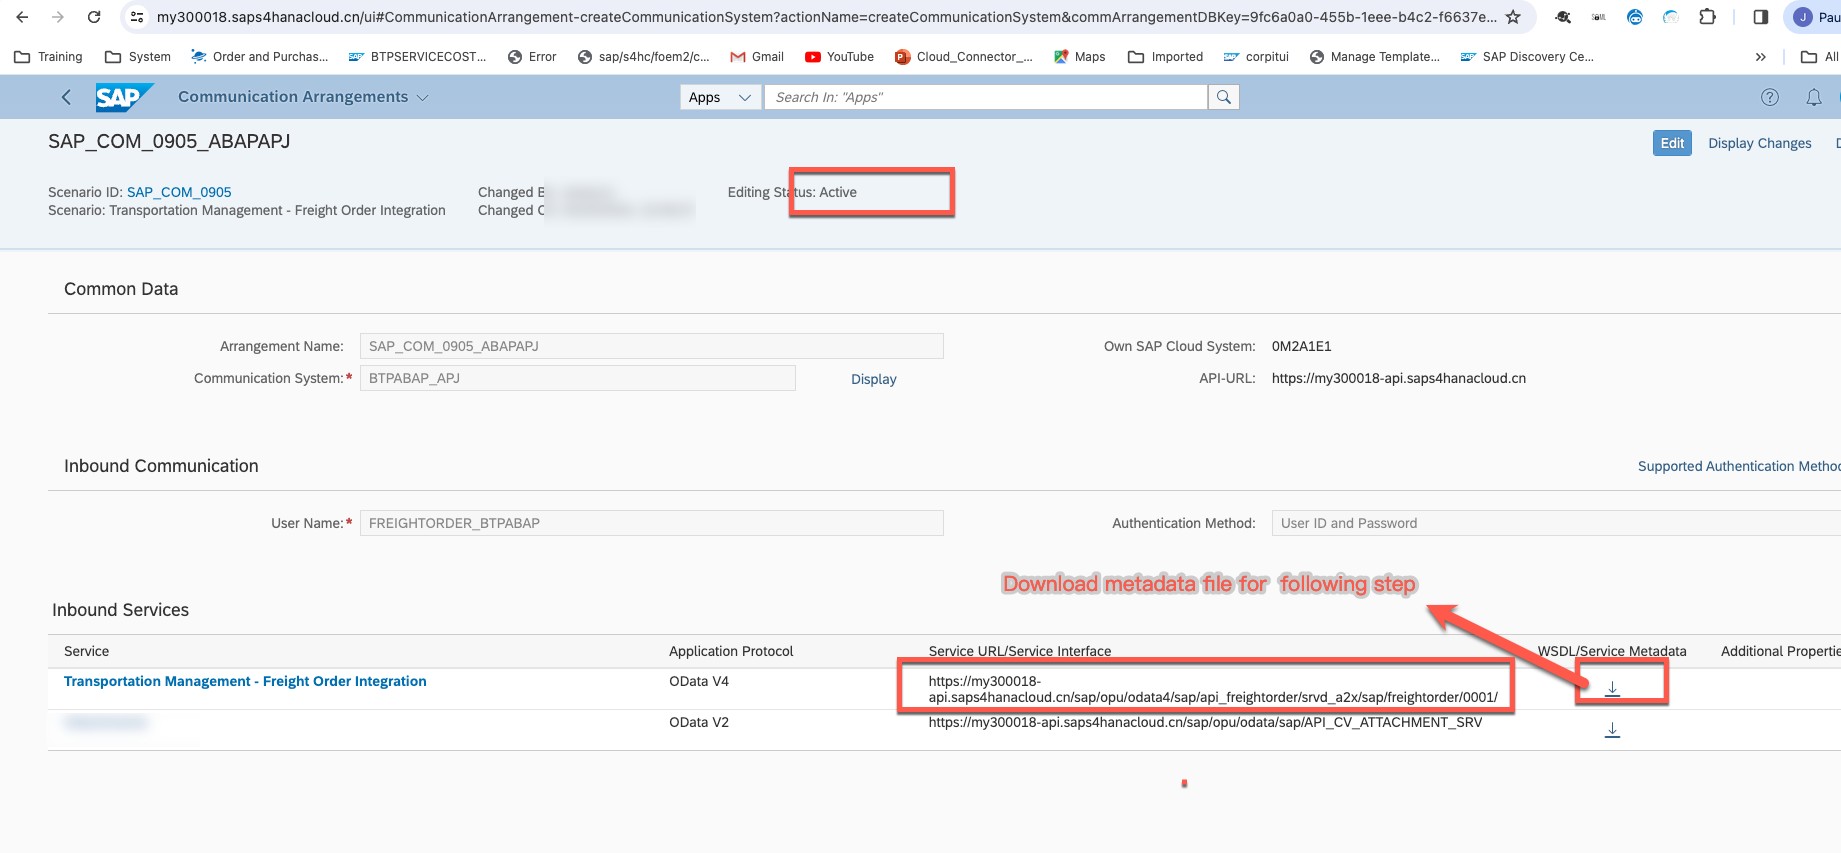 my300018.saps4hanacloud.cn/ui#CommunicationArrangement-createCommunicationSystem?actionName=createCommunicationSystem&commArrangementDBKey=9fc6a0a0-455b-1eee-b4c2-f6637e...
J Pau
Training System Order and Purchas... BTPSERVICECOST... Error sap/s4hc/foem2/c... Gmail YouTube Cloud_Connector_... Maps Imported corpitui Manage Template... SAP Discovery Ce... » All
SAP Communication Arrangements Apps Search In: "Apps"
SAP_COM_0905_ABAPAPJ
Edit Display Changes
Scenario ID: SAP_COM_0905 Changed Editing Status: Active
Scenario: Transportation Management - Freight Order Integration Changed
Common Data
Arrangement Name: SAP_COM_0905_ABAPAPJ Own SAP Cloud System: 0M2A1E1
Communication System:* BTPABAP_APJ Display API-URL: https://my300018-api.saps4hanacloud.cn
Inbound Communication Supported Authentication Method
User Name:* FREIGHTORDER_BTPABAP Authentication Method: User ID and Password
Download metadata file for following step
Inbound Services
Service Application Protocol Service URL/Service Interface WSDL/Service Metadata Additional Propertie
Transportation Management - Freight Order Integration OData V4 https://my300018-
api.saps4hanacloud.cn/sap/opu/odata4/sap/api_freightorder/srvd_a2x/sap/freightorder/0001/
OData V2 https://my300018-api.saps4hanacloud.cn/sap/opu/odata/sap/API_CV_ATTACHMENT_SRV